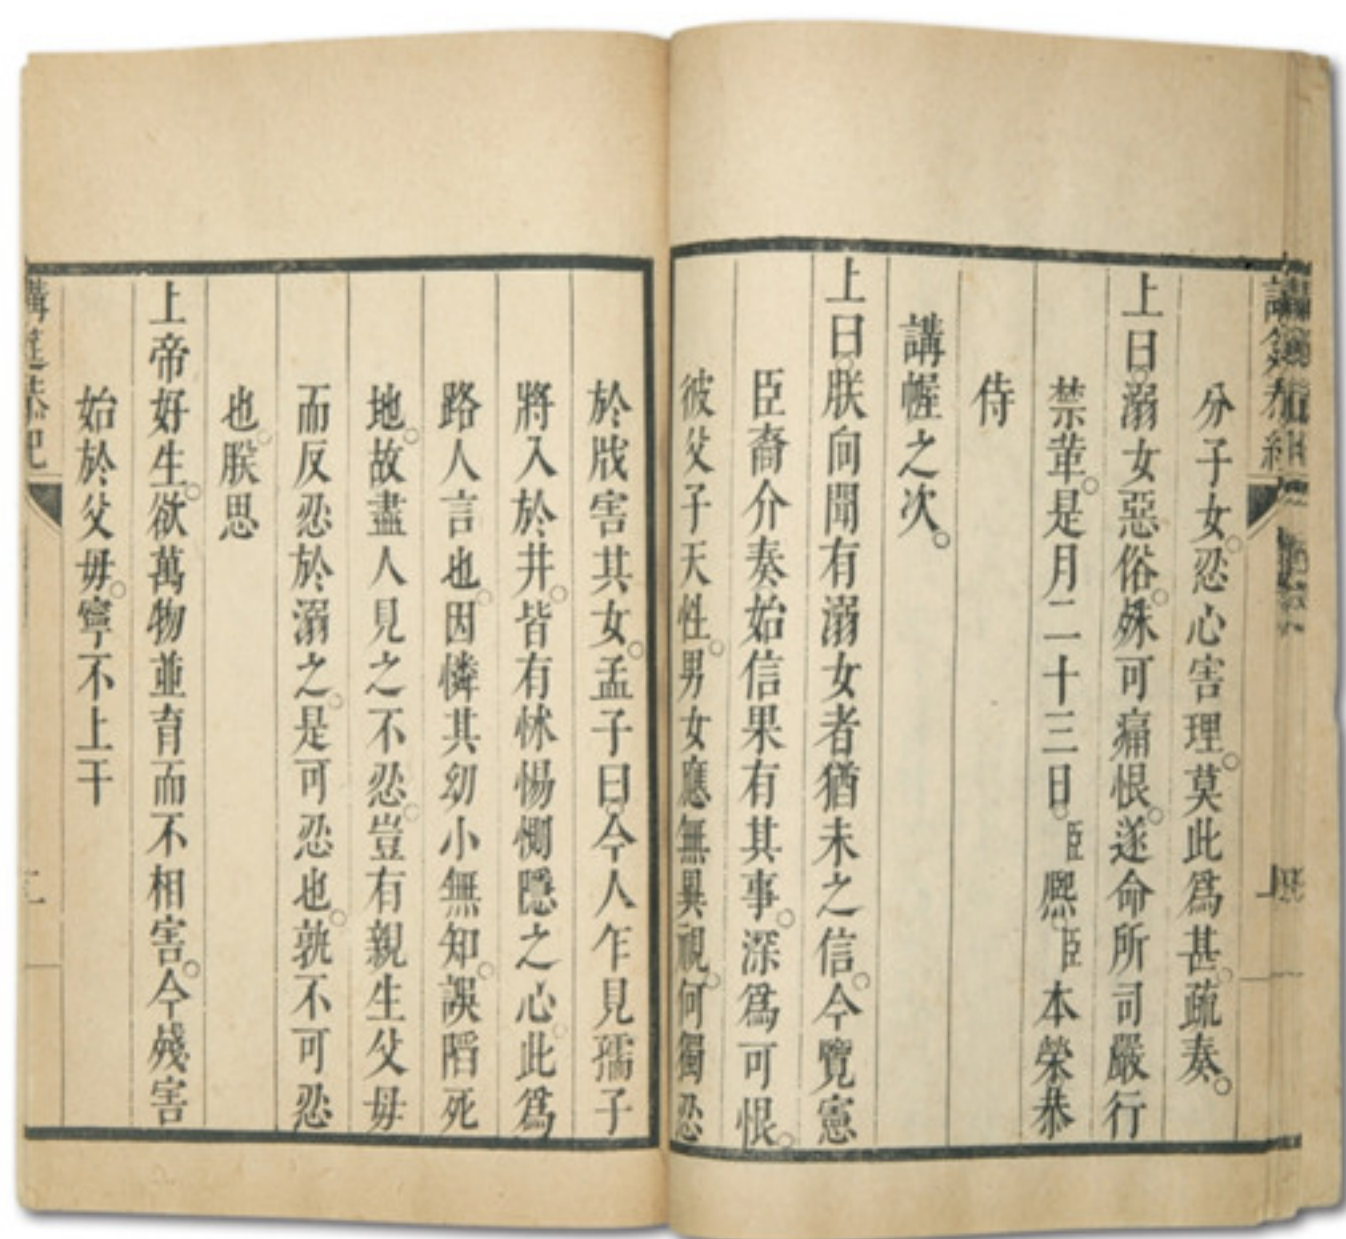 分子女。忍心害理。莫此爲甚。疏奏。
上曰。溺女惡俗。殊可痛恨。遂命所司嚴行
禁革。是月二十三日。臣熙。臣本榮恭
侍
講幄之次。
上曰。朕向聞有溺女者猶未之信。今覽憲
臣裔介奏始信果有其事。深爲可恨。
彼父子天性。男女應無異視。何獨忍
於戕害其女。孟子曰。今人乍見孺子
將入於井。皆有怵惕惻隱之心。此爲
路人言也。因憐其幼小無知。誤陷死
地。故盡人見之不忍。豈有親生父母
而反忍於溺之。是可忍也。孰不可忍
也。朕思
上帝好生。欲萬物並育而不相害。今殘害
始於父母。寧不上干
講筵恭紀